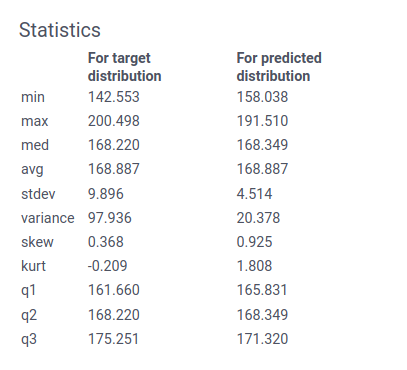 Statistics
For target For predicted
distribution distribution
min 142.553 158.038
max 200.498 191.510
med 168.220 168.349
avg 168.887 168.887
stdev 9.896 4.514
variance 97.936 20.378
skew 0.368 0.925
kurt -0.209 1.808
q1 161.660 165.831
q2 168.220 168.349
q3 175.251 171.320